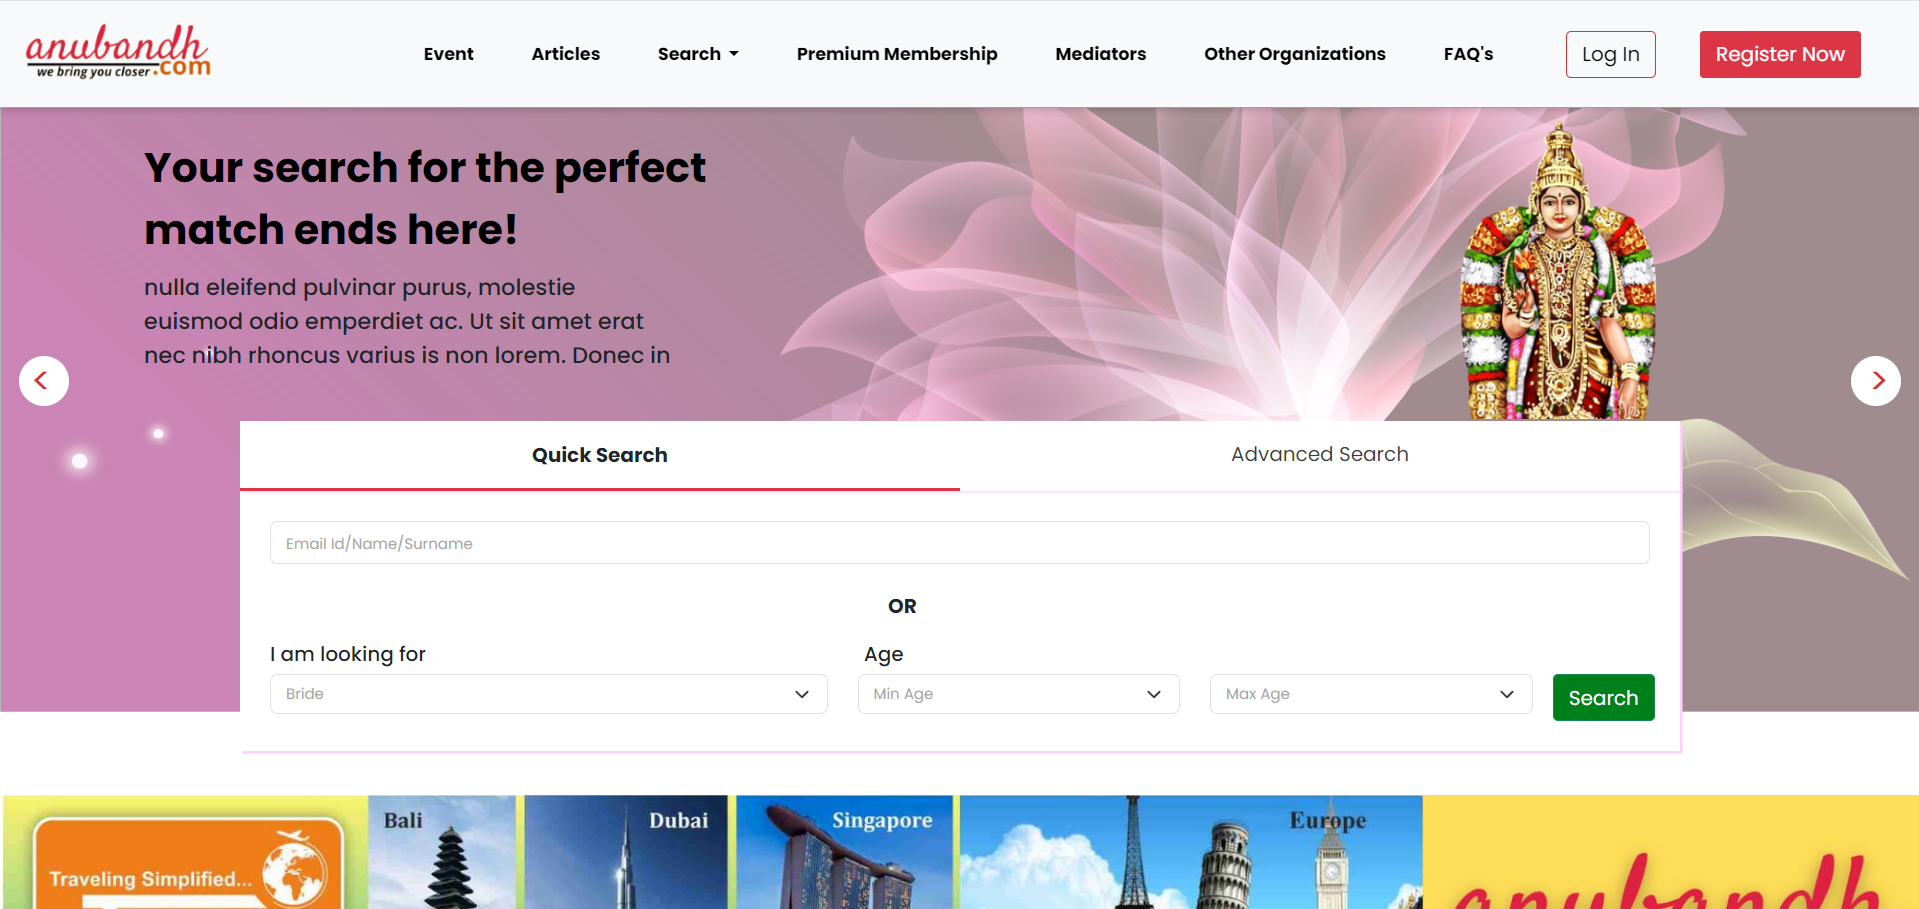 anubandh
.com
we bring you closer
Event
Articles
Search
Premium Membership
Mediators
Other Organizations
FAQ's
Log In
Register Now
Your search for the perfect
match ends here!
nulla eleifend pulvinar purus, molestie
euismod odio emperdiet ac. Ut sit amet erat
nec nibh rhoncus varius is non lorem. Donec in
Quick Search
Advanced Search
Email Id/Name/Surname
OR
I am looking for
Age
Bride
Min Age
Max Age
Search
Traveling Simplified...
Bali
Dubai
Singapore
Europe
anubandh